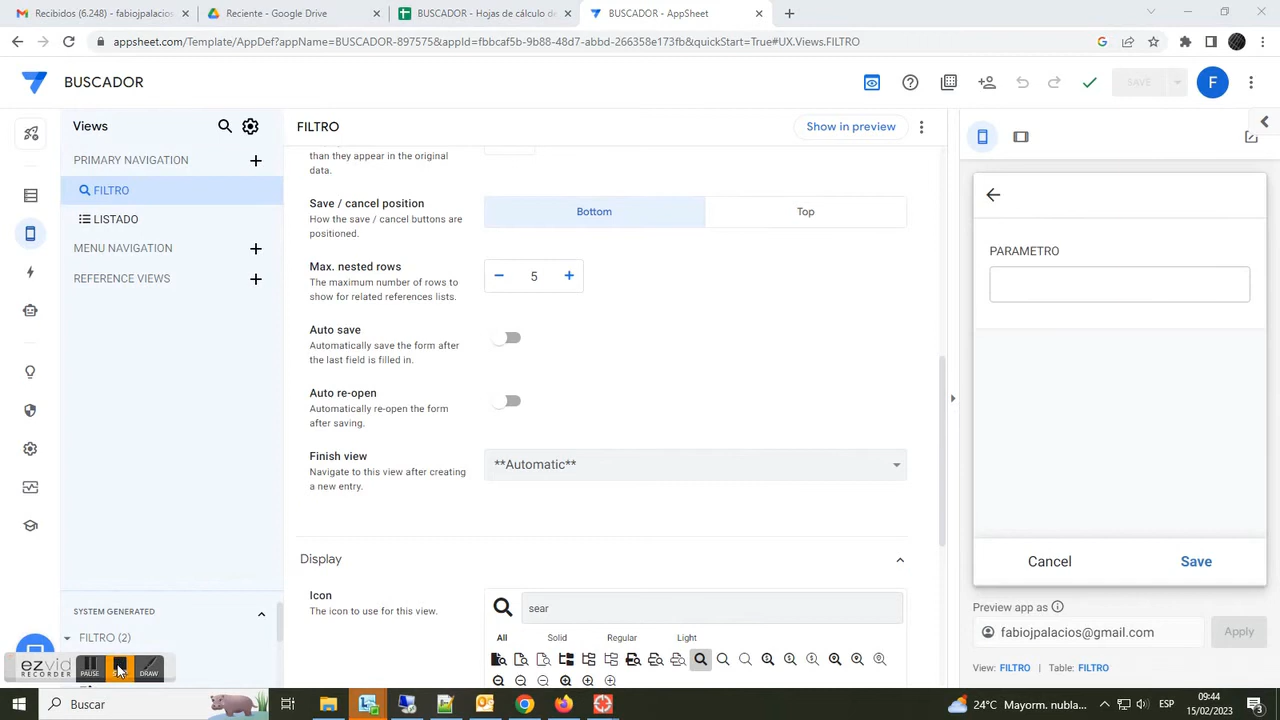 Recibidos (6.248) - fabiojpalacios
Reciente - Google Drive
BUSCADOR - Hojas de cálculo de
BUSCADOR - AppSheet
appsheet.com/Template/AppDef?appName=BUSCADOR-897575&appId=fbbcaf5b-9b88-48d7-abbd-266358e173fb&quickStart=True#UX.Views.FILTRO
BUSCADOR
SAVE
F
Views
FILTRO
Show in preview
PRIMARY NAVIGATION
FILTRO
LISTADO
MENU NAVIGATION
REFERENCE VIEWS
than they appear in the original
data.
Save / cancel position
How the save / cancel buttons are
positioned.
Bottom
Top
Max. nested rows
The maximum number of rows to
show for related references lists.
5
Auto save
Automatically save the form after
the last field is filled in.
Auto re-open
Automatically re-open the form
after saving.
Finish view
Navigate to this view after creating
a new entry.
**Automatic**
Display
Icon
The icon to use for this view.
sear
All
Solid
Regular
Light
PARAMETRO
Cancel
Save
Preview app as
fabiojpalacios@gmail.com
Apply
View: FILTRO | Table: FILTRO
SYSTEM GENERATED
FILTRO (2)
ezvid
RECORDER
PAUSE
DRAW
Buscar
24°C Mayorm. nubla...
ESP
09:44
15/02/2023
3